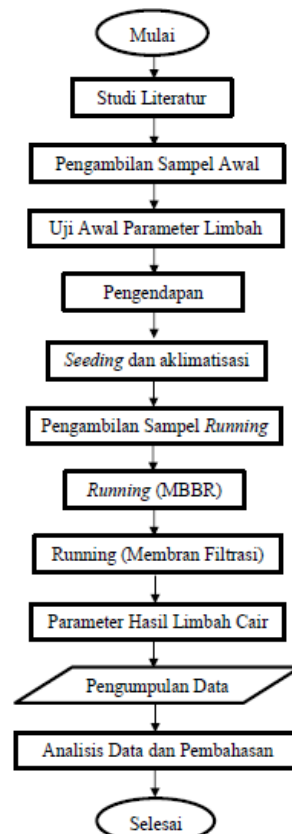 Mulai
Studi Literatur
Pengambilan Sampel Awal
Uji Awal Parameter Limbah
Pengendapan
Seeding dan aklimatisasi
Pengambilan Sampel Running
Running (MBBR)
Running (Membran Filtrasi)
Parameter Hasil Limbah Cair
Pengumpulan Data
Analisis Data dan Pembahasan
Selesai